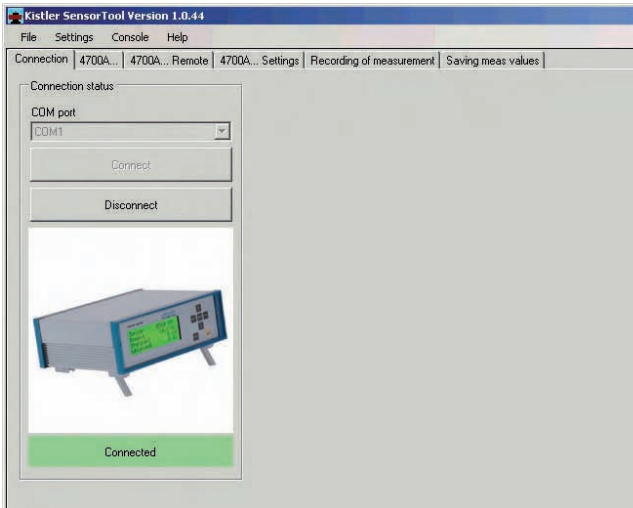 Kistler SensorTool Version 1.0.44
File Settings Console Help
Connection 4700A... 4700A... Remote 4700A... Settings Recording of measurement Saving meas values
Connection status
COM port
COM1
Connect
Disconnect
Connected